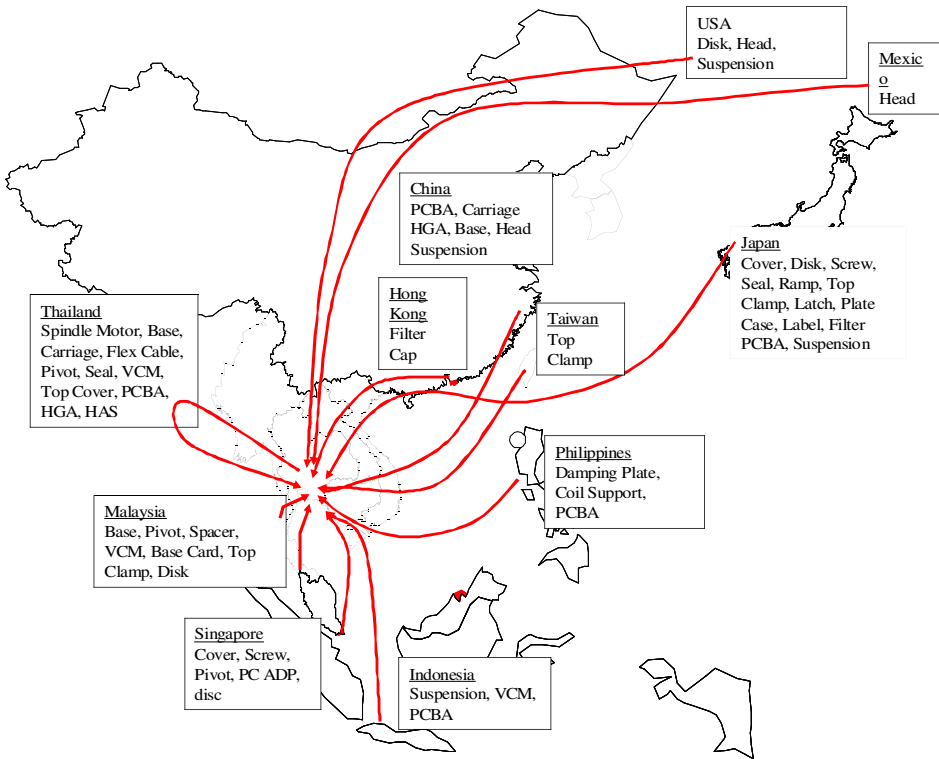 USA
Disk, Head,
Suspension
Mexic
o
Head
China
PCBA, Carriage
HGA, Base, Head
Suspension
Japan
Cover, Disk, Screw,
Seal, Ramp, Top
Clamp, Latch, Plate
Case, Label, Filter
PCBA, Suspension
Hong
Kong
Filter
Cap
Taiwan
Top
Clamp
Thailand
Spindle Motor, Base,
Carriage, Flex Cable,
Pivot, Seal, VCM,
Top Cover, PCBA,
HGA, HAS
Philippines
Damping Plate,
Coil Support,
PCBA
Malaysia
Base, Pivot, Spacer,
VCM, Base Card, Top
Clamp, Disk
Singapore
Cover, Screw,
Pivot, PC ADP,
disc
Indonesia
Suspension, VCM,
PCBA